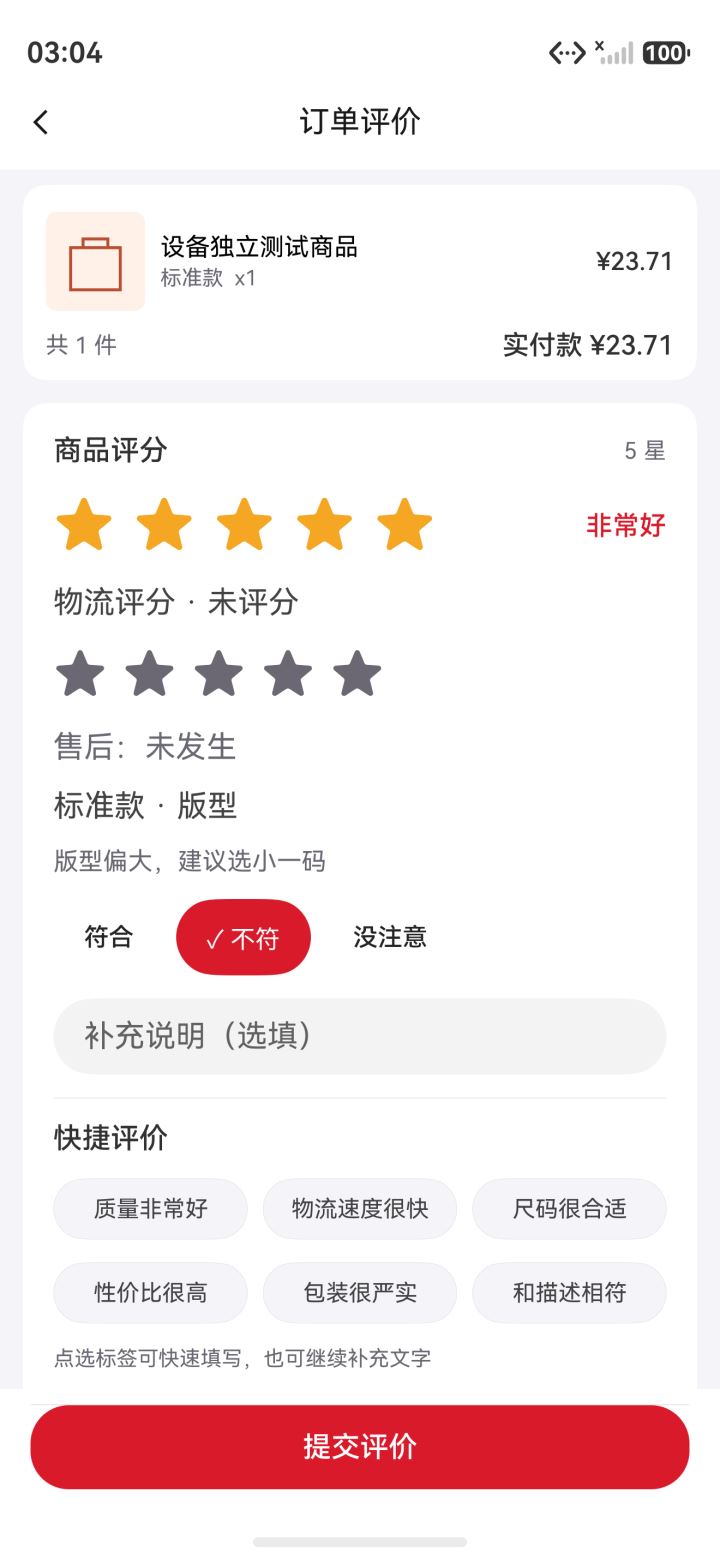 03:04
100
订单评价
设备独立测试商品
标准款 x1
¥23.71
共 1 件
实付款 ¥23.71
商品评分
5 星
非常好
物流评分 · 未评分
售后：未发生
标准款 · 版型
版型偏大，建议选小一码
符合
✓ 不符
没注意
补充说明（选填）
快捷评价
质量非常好
物流速度很快
尺码很合适
性价比很高
包装很严实
和描述相符
点选标签可快速填写，也可继续补充文字
提交评价